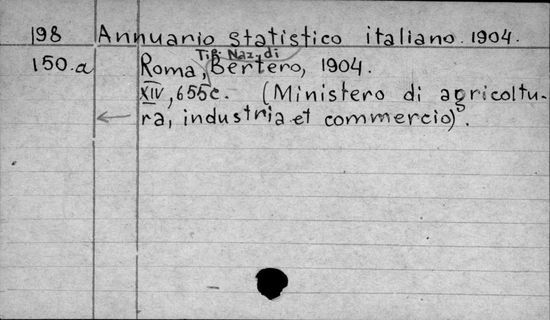 198 Annuario statistico italiano. 1904.
150.a Roma, Tip. Naz. di Bertero, 1904.
XIV, 655c. (Ministero di agricoltu-
ra, industria et commercio).